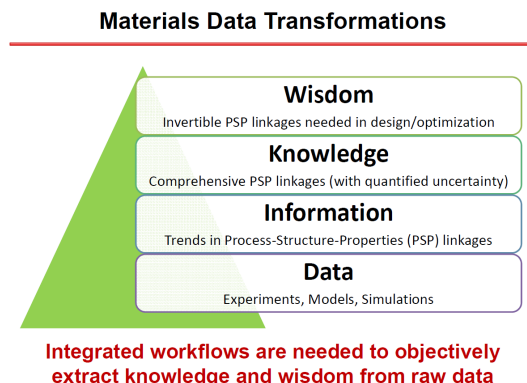 Materials Data Transformations
Wisdom
Invertible PSP linkages needed in design/optimization
Knowledge
Comprehensive PSP linkages (with quantified uncertainty)
Information
Trends in Process-Structure-Properties (PSP) linkages
Data
Experiments, Models, Simulations
Integrated workflows are needed to objectively
extract knowledge and wisdom from raw data